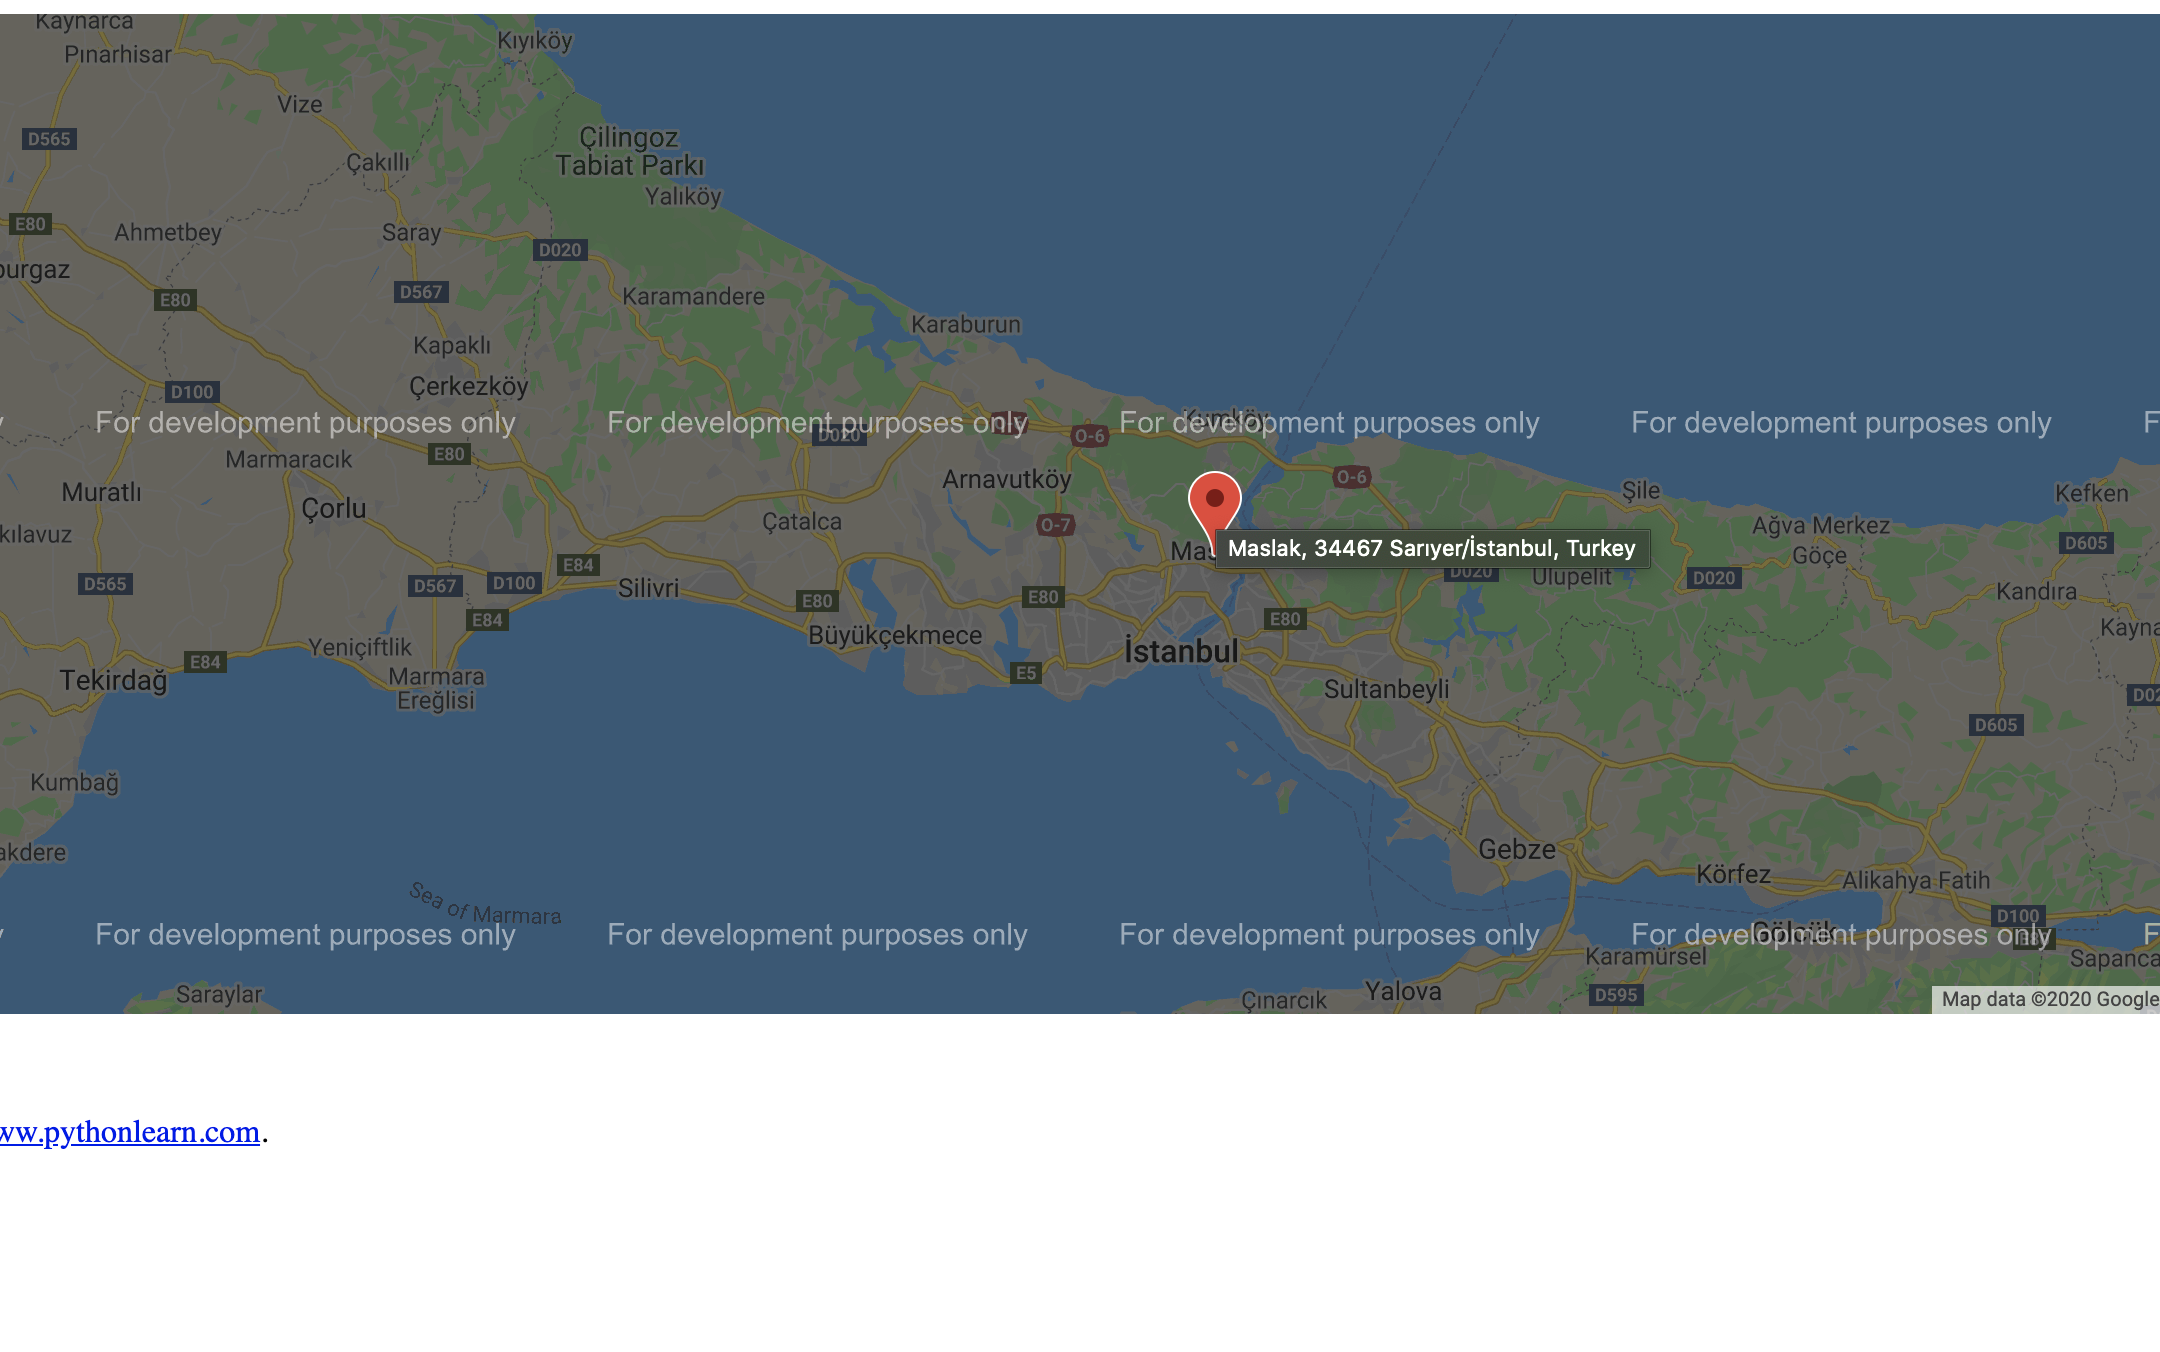 Kaynarca
Pınarhisar
Kıyıköy
Vize
D565
Çilingoz
Tabiat Parkı
Çakıllı
Yalıköy
E80
Ahmetbey
Saray
D020
burgaz
E80
D567
Karamandere
Karaburun
Kapaklı
Çerkezköy
D100
For development purposes only
For development purposes only
For development purposes only
For development purposes only
F
Kumköy
D020
O-6
E80
Marmaracık
Muratlı
Çorlu
Arnavutköy
O-6
Şile
Kefken
kılavuz
Çatalca
O-7
Ağva Merkez
Göçe
D605
Mas
Maslak, 34467 Sarıyer/İstanbul, Turkey
D565
D567
D100
E84
Silivri
D020
Ulupelit
D020
Kandıra
E84
E80
E80
E80
Kayna
Yeniçiftlik
Büyükçekmece
İstanbul
E84
Tekirdağ
Marmara
Ereğlisi
E5
Sultanbeyli
D02
D605
Kumbağ
akdere
Gebze
Körfez
Alikahya Fatih
Sea of Marmara
D100
For development purposes only
For development purposes only
For development purposes only
For development purposes only
F
Gölcük
Karamürsel
Sapanca
Saraylar
Çınarcık
Yalova
D595
Map data ©2020 Google
ww.pythonlearn.com.